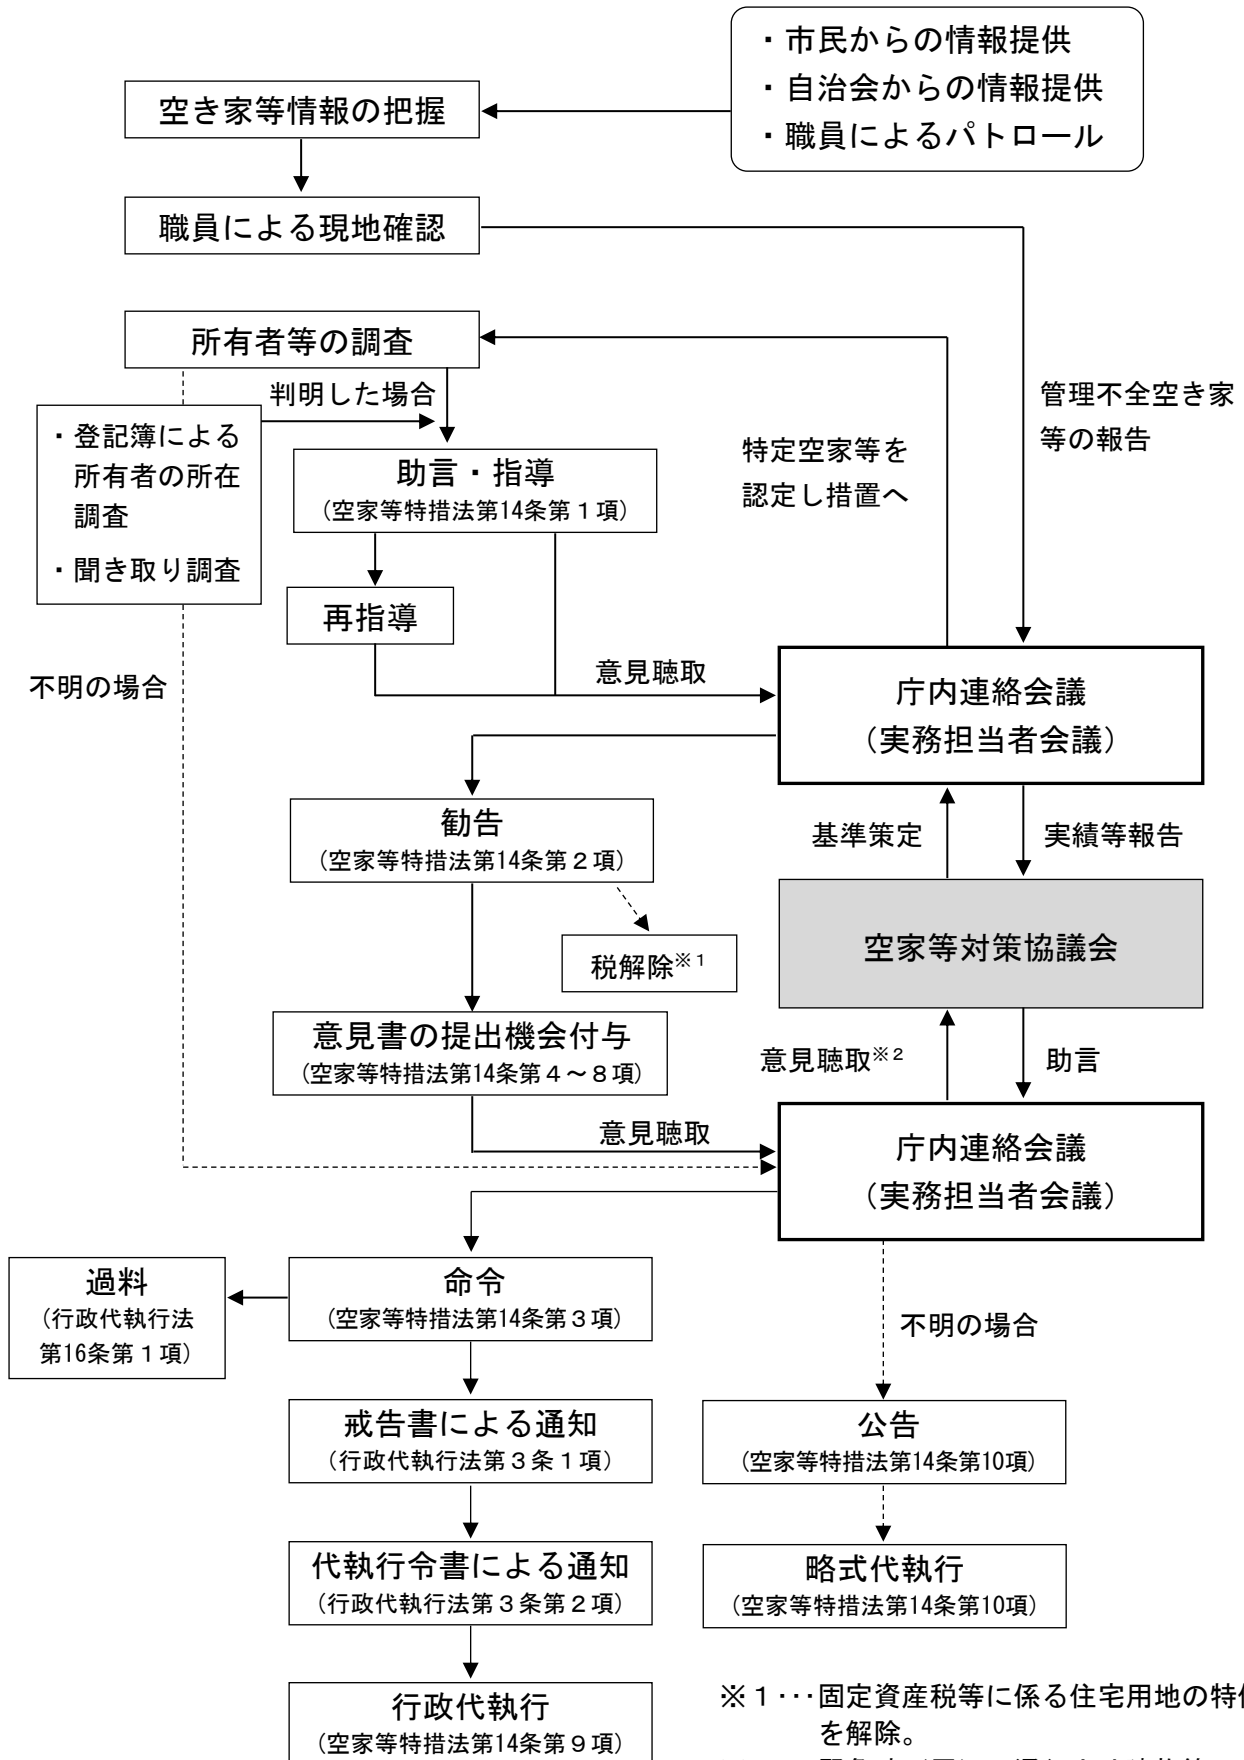 ・市民からの情報提供
・自治会からの情報提供
・職員によるパトロール
空き家等情報の把握
職員による現地確認
管理不全空き家
等の報告
所有者等の調査
判明した場合
・登記簿による
所有者の所在
調査
・聞き取り調査
特定空家等を
認定し措置へ
助言・指導
（空家等特措法第14条第１項）
再指導
不明の場合
意見聴取
庁内連絡会議
（実務担当者会議）
勧告
（空家等特措法第14条第２項）
基準策定
実績等報告
税解除※１
空家等対策協議会
意見書の提出機会付与
（空家等特措法第14条第４～８項）
意見聴取※２
助言
意見聴取
庁内連絡会議
（実務担当者会議）
過料
（行政代執行法
第16条第１項）
命令
（空家等特措法第14条第３項）
不明の場合
戒告書による通知
（行政代執行法第３条１項）
公告
（空家等特措法第14条第10項）
代執行令書による通知
（行政代執行法第３条第２項）
略式代執行
（空家等特措法第14条第10項）
行政代執行
（空家等特措法第14条第９項）
※１･･･固定資産税等に係る住宅用地の特
を解除。